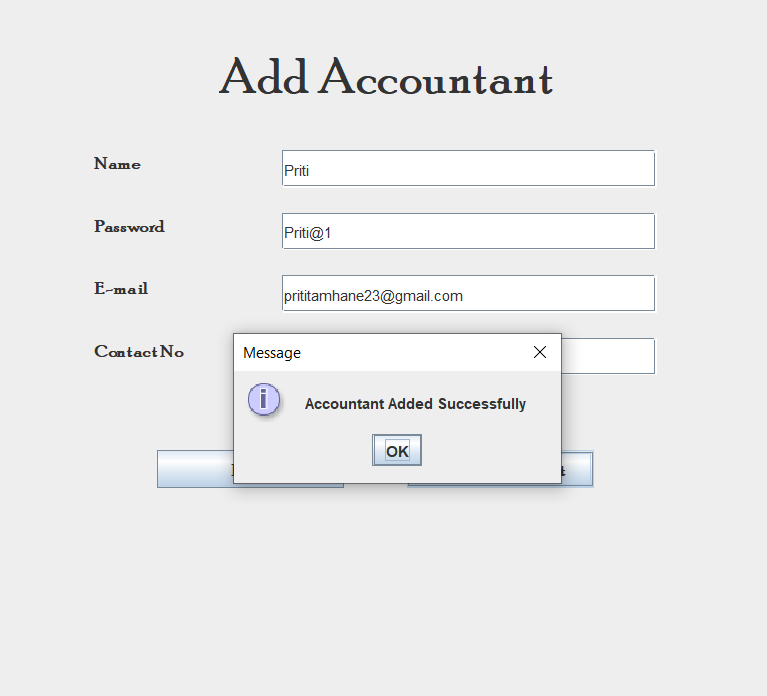 Add Accountant
Name
Priti
Password
Priti@1
E-mail
prititamhane23@gmail.com
Contact No
Message
Accountant Added Successfully
OK